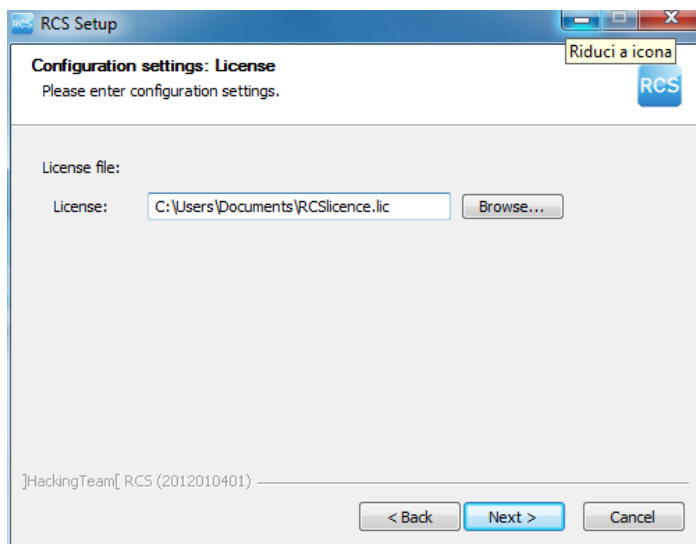 RCS RCS Setup
Riduci a icona
Configuration settings: License
Please enter configuration settings.
RCS
License file:
License: C:\Users\Documents\RCSlicence.lic Browse...
]HackingTeam[ RCS (2012010401)
< Back Next > Cancel